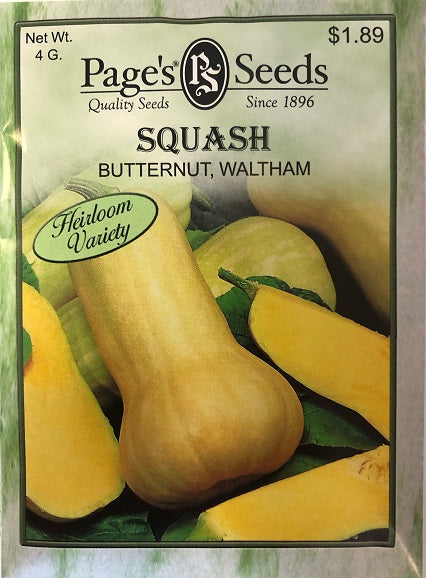 Net Wt.
4 G.
$1.89
Page's® PS Seeds
Quality Seeds Since 1896
SQUASH
BUTTERNUT, WALTHAM
Heirloom
Variety